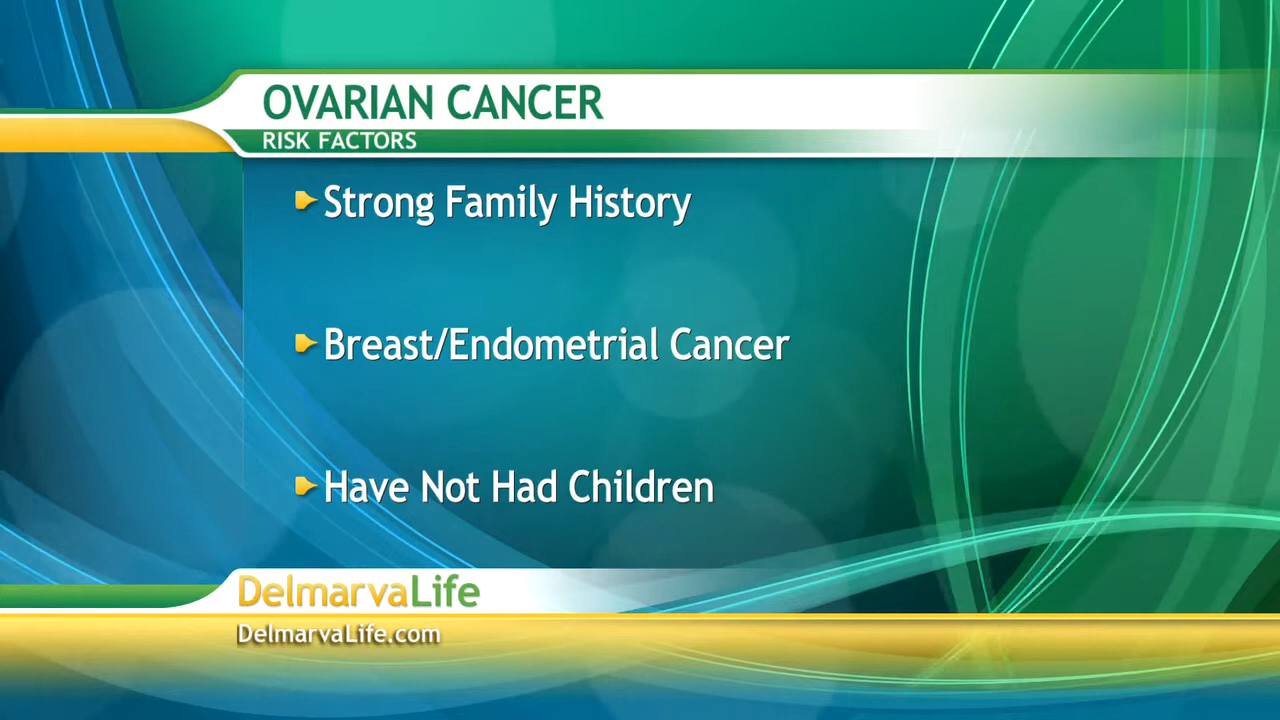 OVARIAN CANCER
RISK FACTORS
Strong Family History
Breast/Endometrial Cancer
Have Not Had Children
DelmarvaLife
DelmarvaLife.com